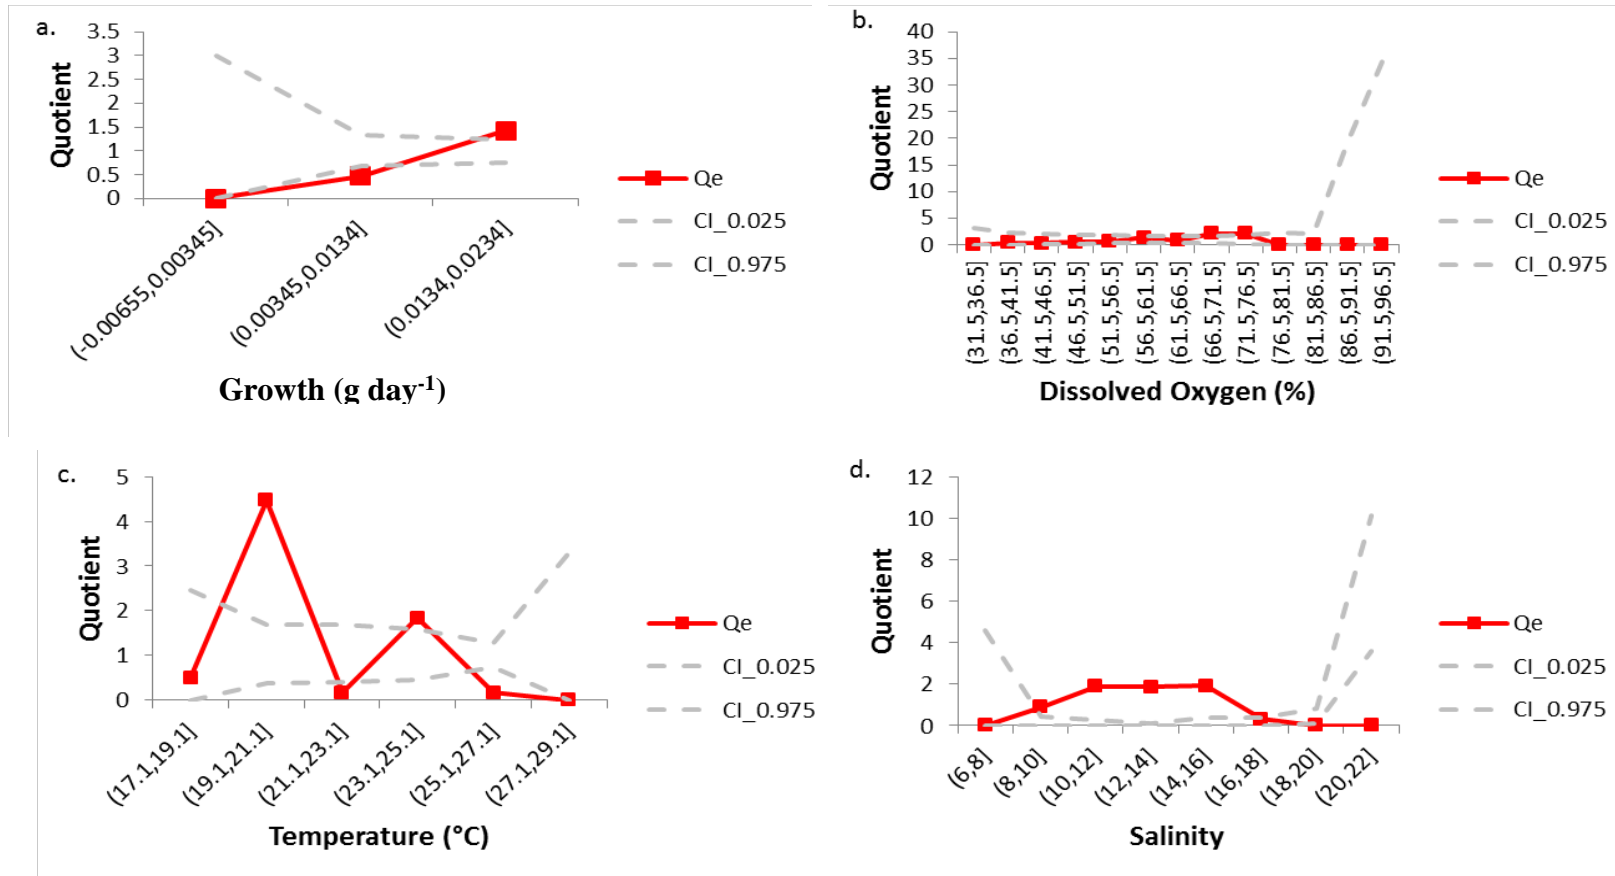 a.
3.5
3
2.5
2
1.5
1
0.5
0
Quotient
(-0.00655,0.00345]
(0.00345,0.0134]
(0.0134,0.0234]
Growth (g day-1)
Qe
CI_0.025
CI_0.975
b.
40
35
30
25
20
15
10
5
0
Quotient
(31.5,36.5]
(36.5,41.5]
(41.5,46.5]
(46.5,51.5]
(51.5,56.5]
(56.5,61.5]
(61.5,66.5]
(66.5,71.5]
(71.5,76.5]
(76.5,81.5]
(81.5,86.5]
(86.5,91.5]
(91.5,96.5]
Dissolved Oxygen (%)
Qe
CI_0.025
CI_0.975
c.
5
4
3
2
1
0
Quotient
(17.1,19.1]
(19.1,21.1]
(21.1,23.1]
(23.1,25.1]
(25.1,27.1]
(27.1,29.1]
Temperature (°C)
Qe
CI_0.025
CI_0.975
d.
12
10
8
6
4
2
0
Quotient
(6,8]
(8,10]
(10,12]
(12,14]
(14,16]
(16,18]
(18,20]
(20,22]
Salinity
Qe
CI_0.025
CI_0.975